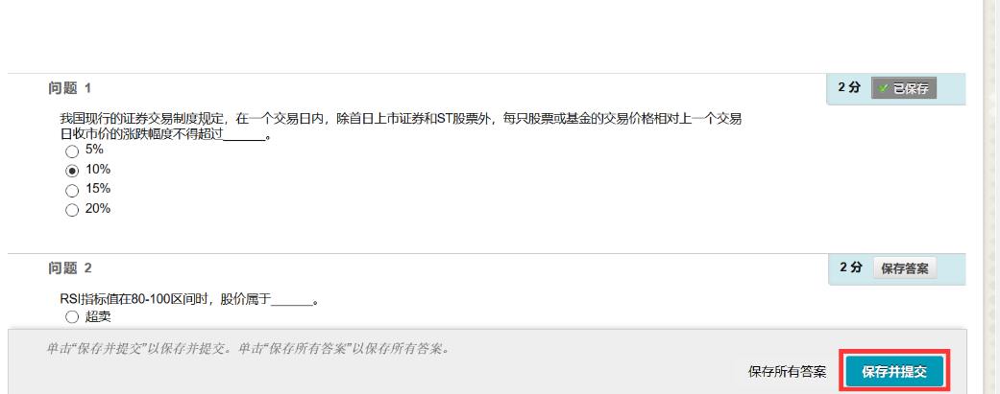 问题 1
2 分
已保存
我国现行的证券交易制度规定，在一个交易日内，除首日上市证券和ST股票外，每只股票或基金的交易价格相对上一个交易
日收市价的涨跌幅度不得超过______。
5%
10%
15%
20%
问题 2
2 分
保存答案
RSI指标值在80-100区间时，股价属于______。
超卖
单击“保存并提交”以保存并提交。单击“保存所有答案”以保存所有答案。
保存所有答案
保存并提交